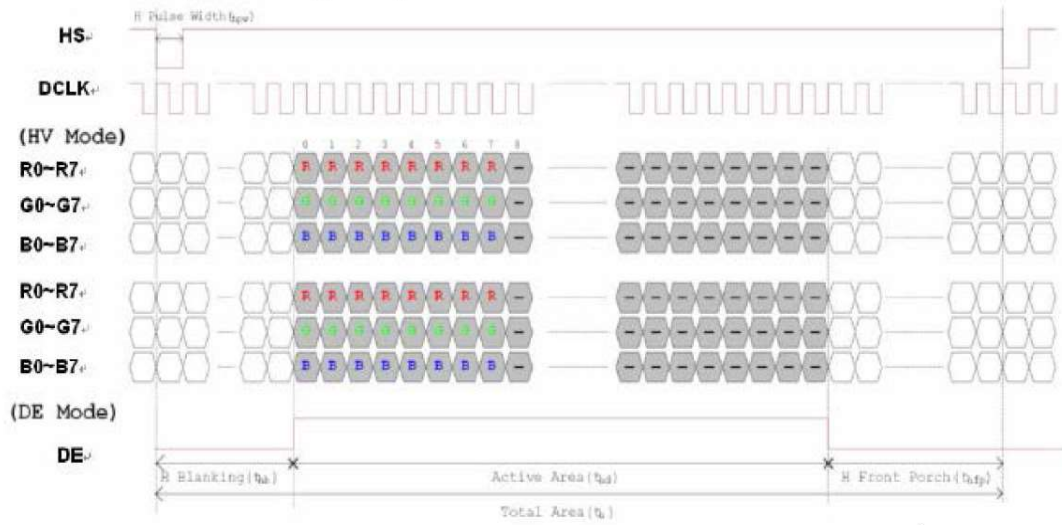 H Pulse Width(thpw)
HS
DCLK
(HV Mode)
0 1 2 3 4 5 6 7 8
R0~R7 R R R R R R R R
G0~G7 G G G G G G G G
B0~B7 B B B B B B B B
R0~R7 R R R R R R R R
G0~G7 G G G G G G G G
B0~B7 B B B B B B B B
(DE Mode)
DE
H Blanking(thb) Active Area(thd) H Front Porch(thfp)
Total Area(th)